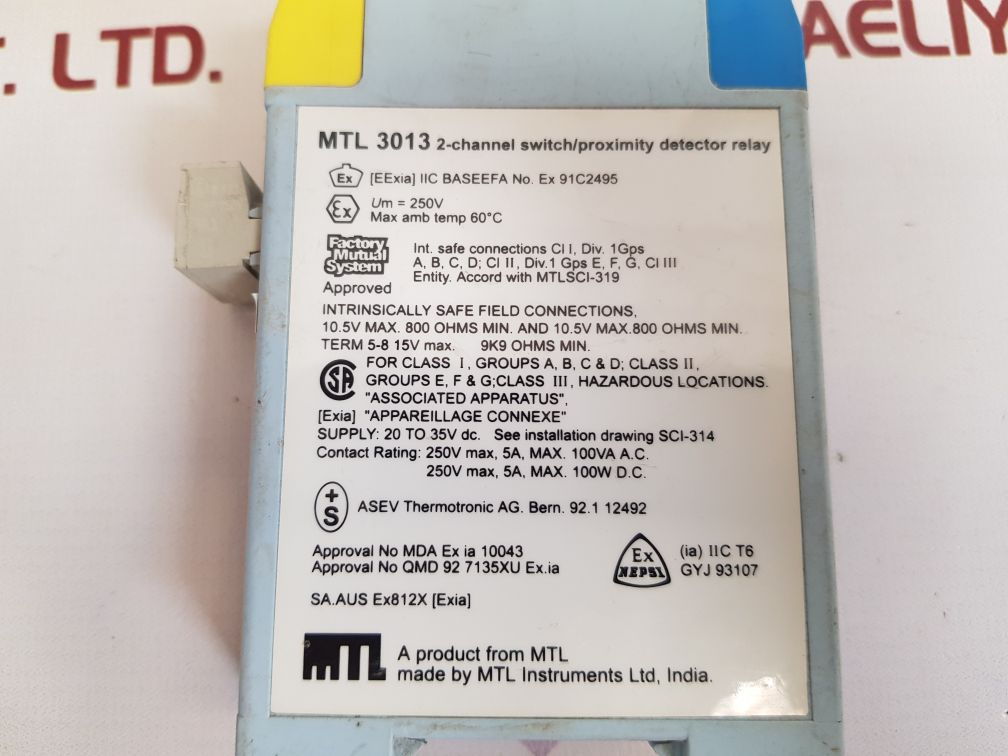 . LTD.
AELIY
MTL 3013 2-channel switch/proximity detector relay
Ex [EExia] IIC BASEEFA No. Ex 91C2495
Ex Um = 250V
Max amb temp 60°C
Factory Mutual System
Approved
Int. safe connections Cl I, Div. 1Gps
A, B, C, D; Cl II, Div.1 Gps E, F, G, Cl III
Entity. Accord with MTLSCI-319
INTRINSICALLY SAFE FIELD CONNECTIONS,
10.5V MAX. 800 OHMS MIN. AND 10.5V MAX.800 OHMS MIN.
TERM 5-8 15V max. 9K9 OHMS MIN.
SA FOR CLASS I, GROUPS A, B, C & D; CLASS II,
GROUPS E, F & G;CLASS III, HAZARDOUS LOCATIONS.
"ASSOCIATED APPARATUS",
[Exia] "APPAREILLAGE CONNEXE"
SUPPLY: 20 TO 35V dc. See installation drawing SCI-314
Contact Rating: 250V max, 5A, MAX. 100VA A.C.
250V max, 5A, MAX. 100W D.C.
+S ASEV Thermotronic AG. Bern. 92.1 12492
Approval No MDA Ex ia 10043
Approval No QMD 92 7135XU Ex.ia
Ex NEPSI
(ia) IIC T6
GYJ 93107
SA.AUS Ex812X [Exia]
MTL
A product from MTL
made by MTL Instruments Ltd, India.